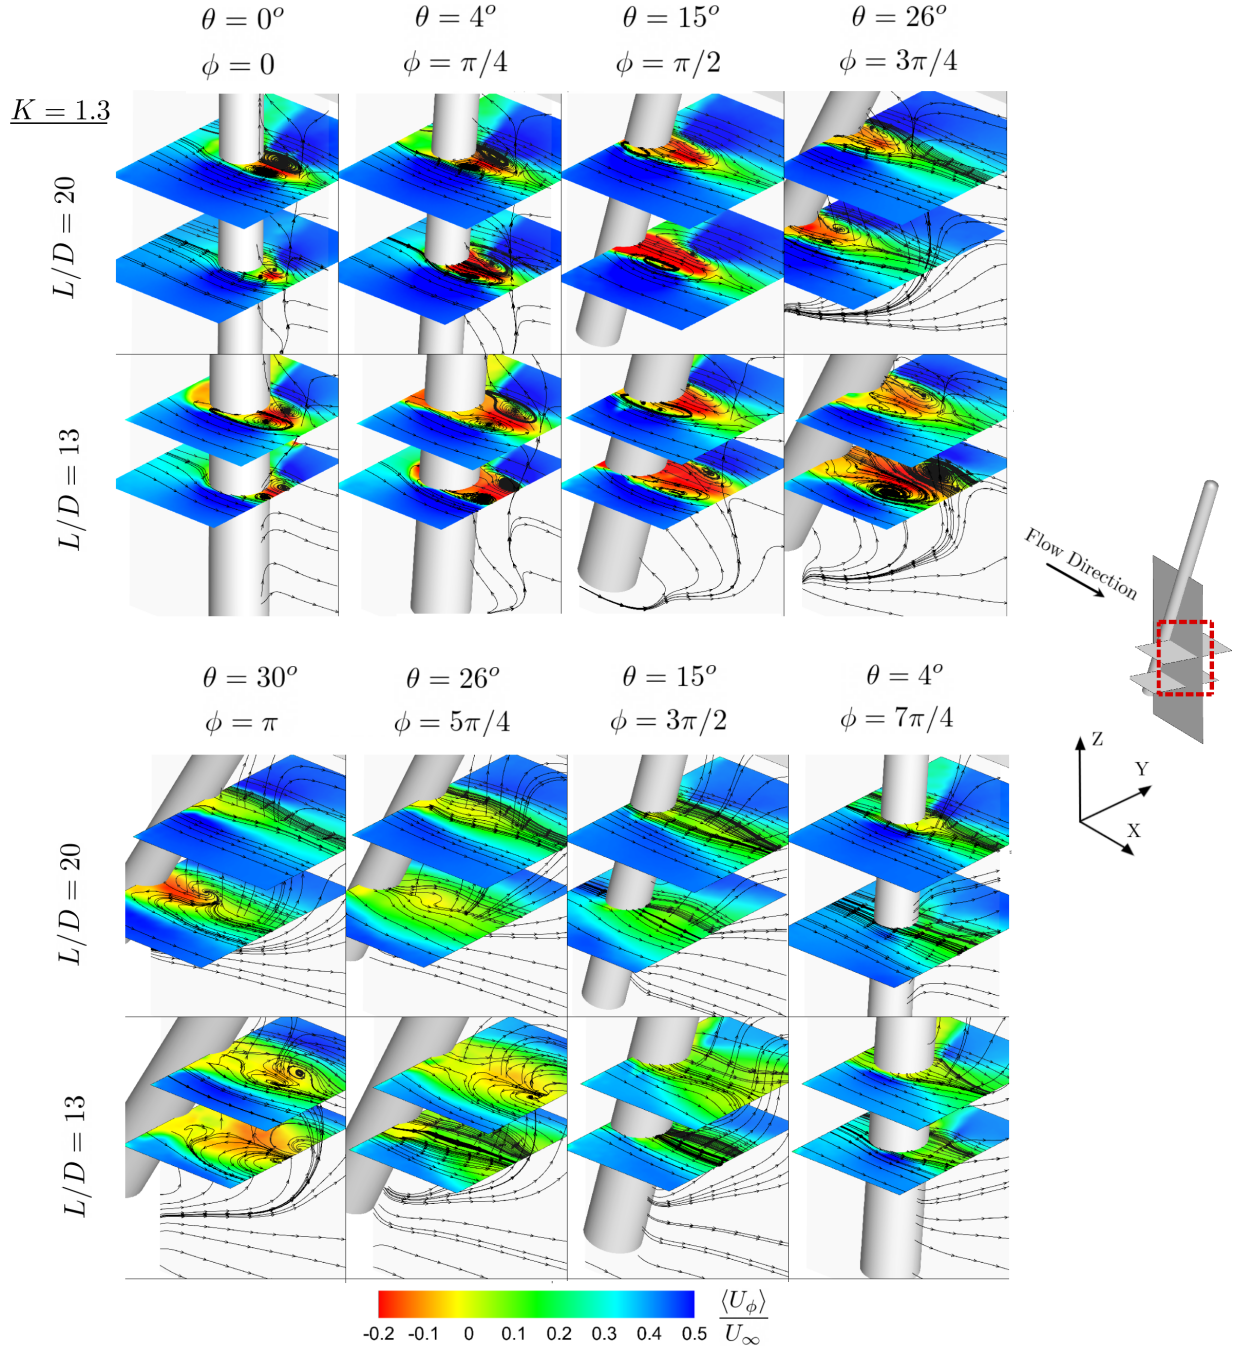 θ = 0° θ = 4° θ = 15° θ = 26°
ϕ = 0 ϕ = π/4 ϕ = π/2 ϕ = 3π/4
K = 1.3
L/D = 20
L/D = 13
Flow Direction
θ = 30° θ = 26° θ = 15° θ = 4°
ϕ = π ϕ = 5π/4 ϕ = 3π/2 ϕ = 7π/4
Z
Y
X
L/D = 20
L/D = 13
-0.2 -0.1 0 0.1 0.2 0.3 0.4 0.5
⟨U_ϕ⟩
U_∞